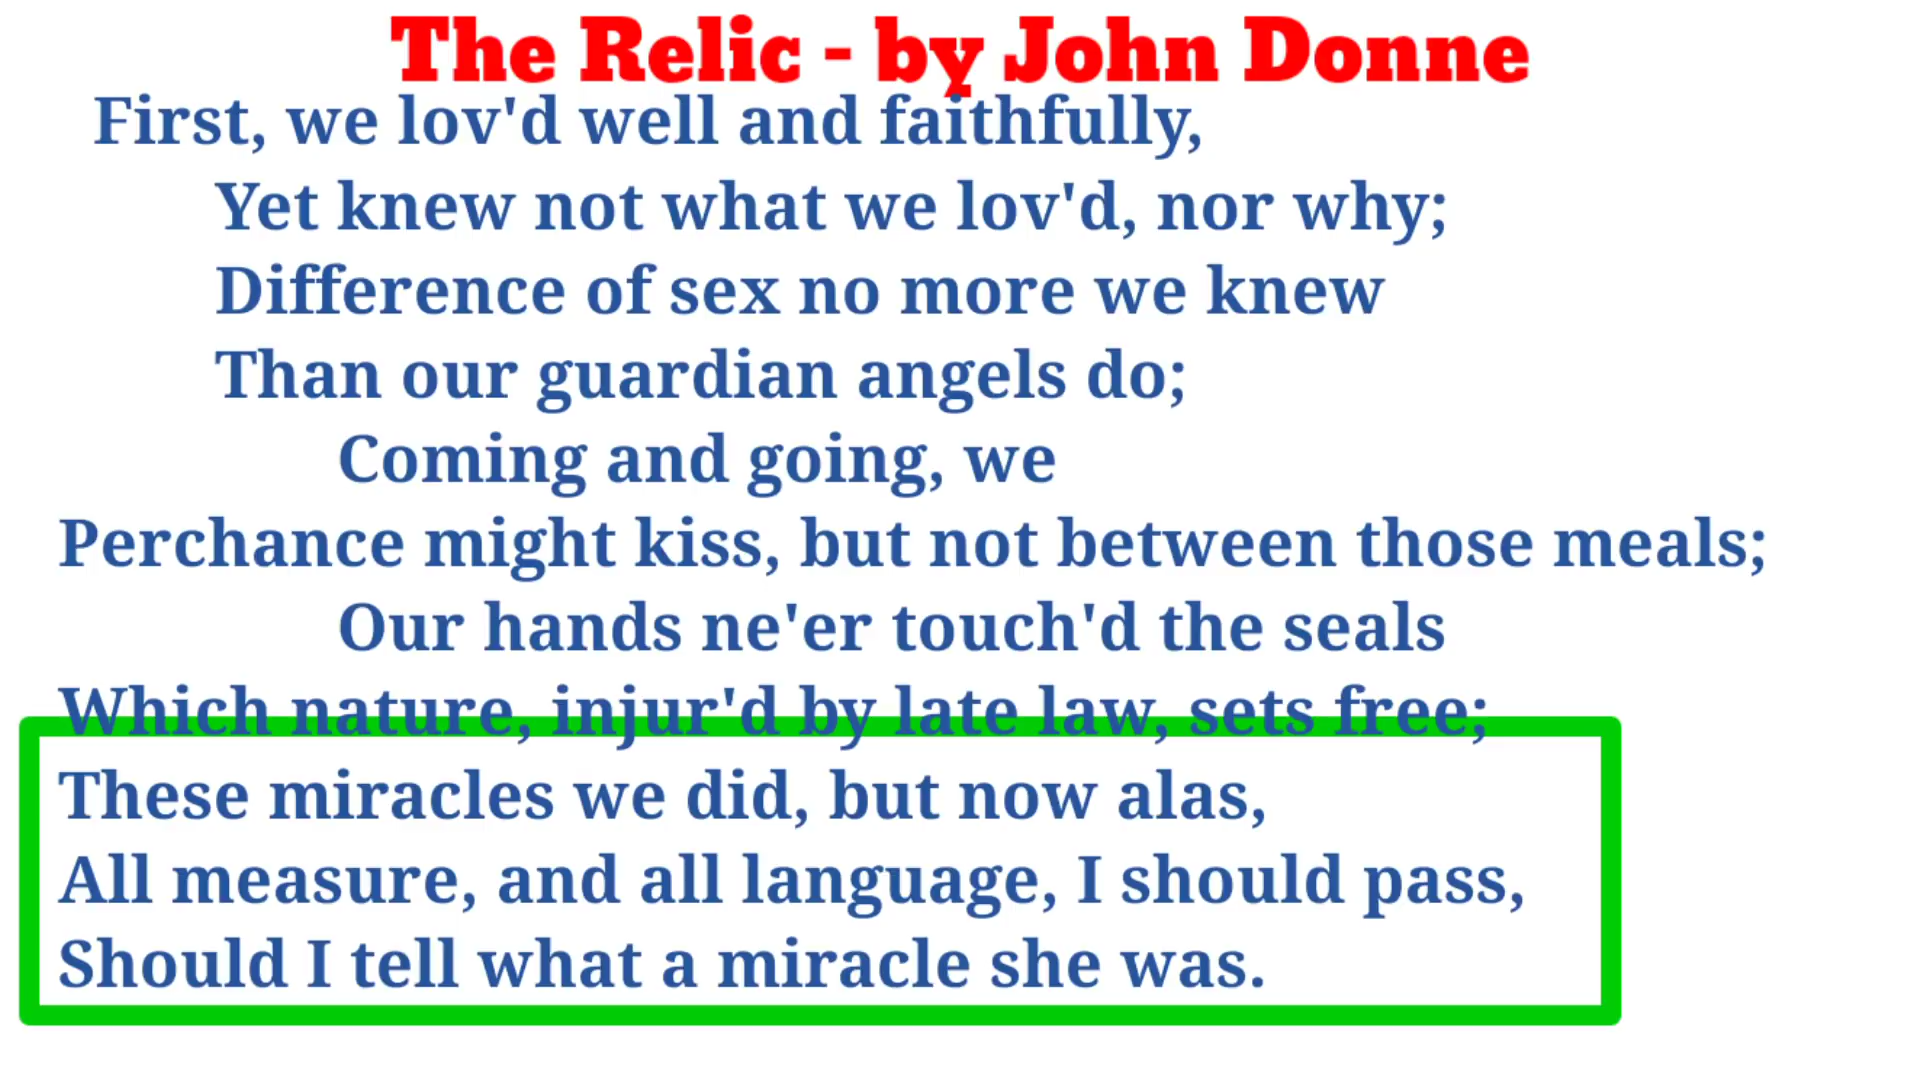 The Relic - by John Donne
First, we lov'd well and faithfully,
Yet knew not what we lov'd, nor why;
Difference of sex no more we knew
Than our guardian angels do;
Coming and going, we
Perchance might kiss, but not between those meals;
Our hands ne'er touch'd the seals
Which nature, injur'd by late law, sets free;
These miracles we did, but now alas,
All measure, and all language, I should pass,
Should I tell what a miracle she was.